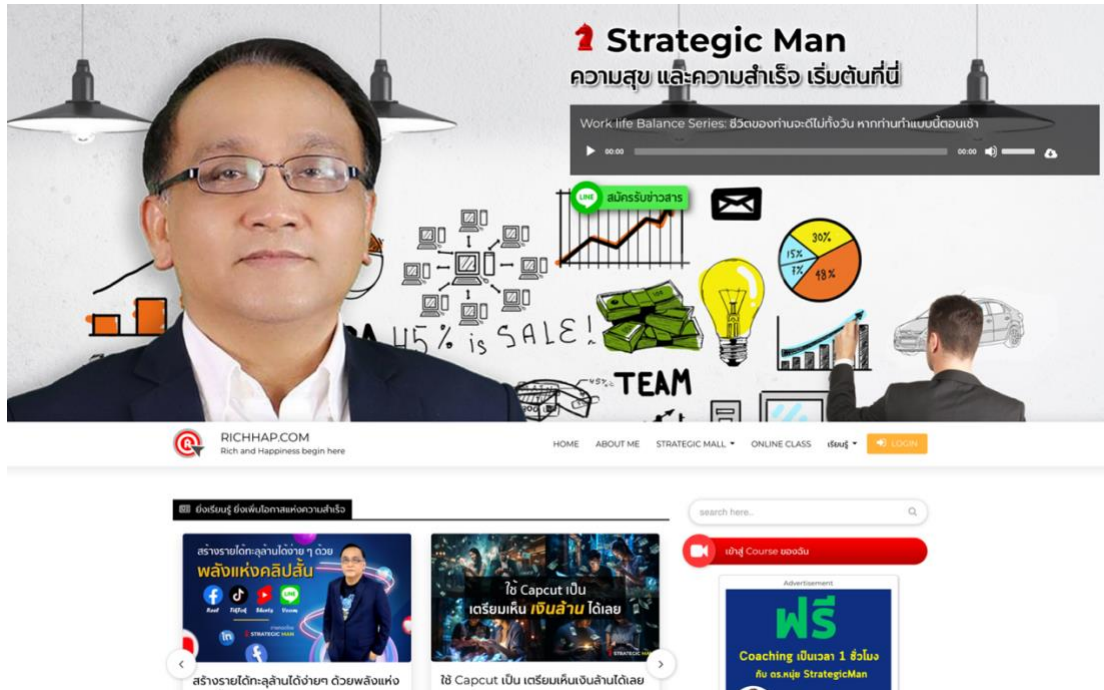 Strategic Man
ความสุข และความสำเร็จ เริ่มต้นที่นี่
Work life Balance Series: ชีวิตของท่านจะดีไปทั้งวัน หากท่านทำแบบนี้ตอนเช้า
00:00
00:00
LINE สมัครรับข่าวสาร
30%
15%
7%
48%
45% is SALE!
45%
TEAM
RICHHAP.COM
Rich and Happiness begin here
HOME ABOUT ME STRATEGIC MALL ONLINE CLASS เรียนรู้ LOGIN
ยิ่งเรียนรู้ ยิ่งเพิ่มโอกาสแห่งความสำเร็จ
search here..
เข้าสู่ Course ของฉัน
สร้างรายได้ทะลุล้านได้ง่าย ๆ ด้วย
พลังแห่งคลิปสั้น
LINE
STRATEGIC MAN
สร้างรายได้ทะลุล้านได้ง่ายๆ ด้วยพลังแห่ง
ใช้ Capcut เป็น
เตรียมเห็น เงินล้าน ได้เลย
STRATEGIC MAN
ใช้ Capcut เป็น เตรียมเห็นเงินล้านได้เลย
Advertisement
ฟรี
Coaching เป็นเวลา 1 ชั่วโมง
กับ ดร.หนุ่ย StrategicMan